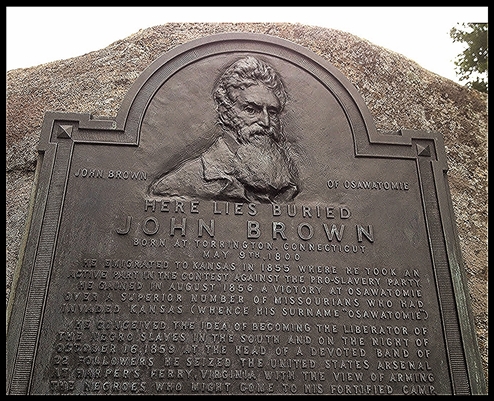 JOHN BROWN OF OSAWATOMIE
HERE LIES BURIED
JOHN BROWN
BORN AT TORRINGTON, CONNECTICUT
MAY 9TH, 1800
HE EMIGRATED TO KANSAS IN 1855 WHERE HE TOOK AN
ACTIVE PART IN THE CONTEST AGAINST THE PRO-SLAVERY PARTY
HE GAINED IN AUGUST 1856 A VICTORY AT OSAWATOMIE
OVER A SUPERIOR NUMBER OF MISSOURIANS WHO HAD
INVADED KANSAS (WHENCE HIS SURNAME "OSAWATOMIE)
HE CONCEIVED THE IDEA OF BECOMING THE LIBERATOR OF
THE NEGRO SLAVES IN THE SOUTH AND ON THE NIGHT OF
OCTOBER 16, 1859 AT THE HEAD OF A DEVOTED BAND OF
22 FOLLOWERS HE SEIZED THE UNITED STATES ARSENAL
AT HARPER'S FERRY, VIRGINIA, WITH THE VIEW OF ARMING
THE NEGROES WHO MIGHT COME TO HIS FORTIFIED CAMP